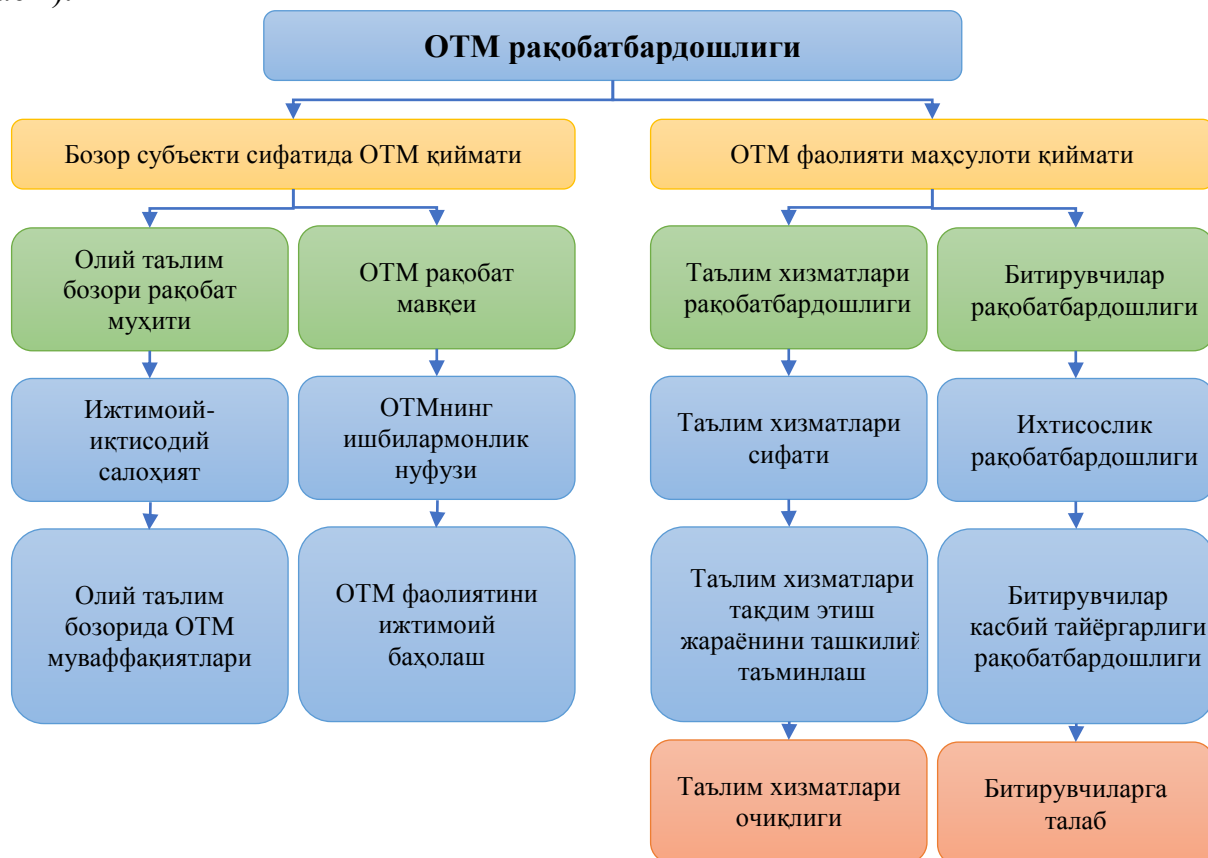 ОТМ рақобатбардошлиги
Бозор субъекти сифатида ОТМ қиймати
ОТМ фаолияти маҳсулоти қиймати
Олий таълим
бозори рақобат
муҳити
ОТМ рақобат
мавқеи
Таълим хизматлари
рақобатбардошлиги
Битирувчилар
рақобатбардошлиги
Ижтимоий-
иқтисодий
салоҳият
ОТМнинг
ишбилармонлик
нуфузи
Таълим хизматлари
сифати
Ихтисослик
рақобатбардошлиги
Олий таълим
бозорида ОТМ
муваффақиятлари
ОТМ фаолиятини
ижтимоий
баҳолаш
Таълим хизматлари
тақдим этиш
жараёнини ташкилий
таъминлаш
Битирувчилар
касбий тайёргарлиги
рақобатбардошлиги
Таълим хизматлари
очиқлиги
Битирувчиларга
талаб